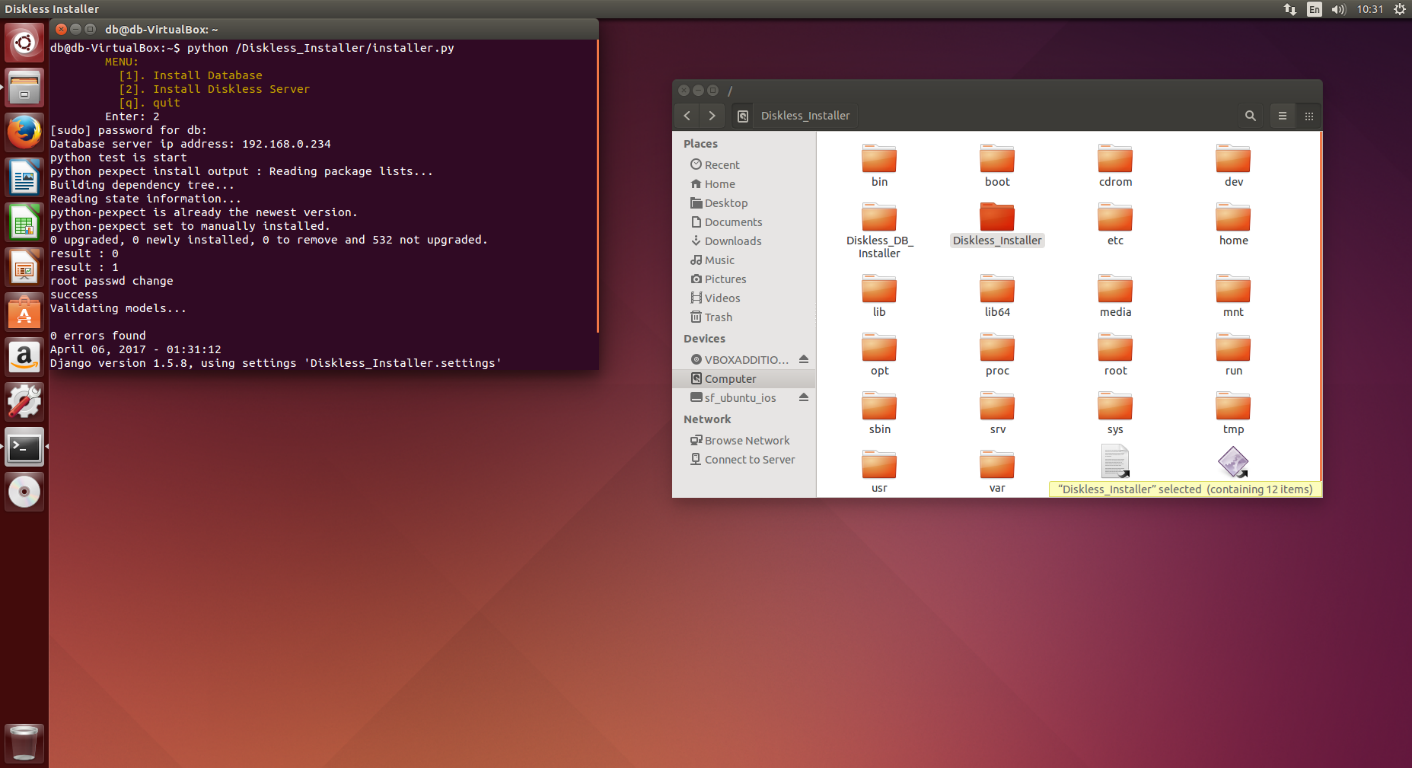 Diskless Installer
En
10:31
db@db-VirtualBox: ~
db@db-VirtualBox:~$ python /Diskless_Installer/installer.py
MENU:
[1]. Install Database
[2]. Install Diskless Server
[q]. quit
Enter: 2
[sudo] password for db:
Database server ip address: 192.168.0.234
python test is start
python pexpect install output : Reading package lists...
Building dependency tree...
Reading state information...
python-pexpect is already the newest version.
python-pexpect set to manually installed.
0 upgraded, 0 newly installed, 0 to remove and 532 not upgraded.
result : 0
result : 1
root passwd change
success
Validating models...
0 errors found
April 06, 2017 - 01:31:12
Django version 1.5.8, using settings 'Diskless_Installer.settings'
/
Diskless_Installer
Places
Recent
Home
Desktop
Documents
Downloads
Music
Pictures
Videos
Trash
Devices
VBOXADDITIO...
Computer
sf_ubuntu_ios
Network
Browse Network
Connect to Server
bin
boot
cdrom
dev
Diskless_DB_
Installer
Diskless_Installer
etc
home
lib
lib64
media
mnt
opt
proc
root
run
sbin
srv
sys
tmp
usr
var
"Diskless_Installer" selected (containing 12 items)